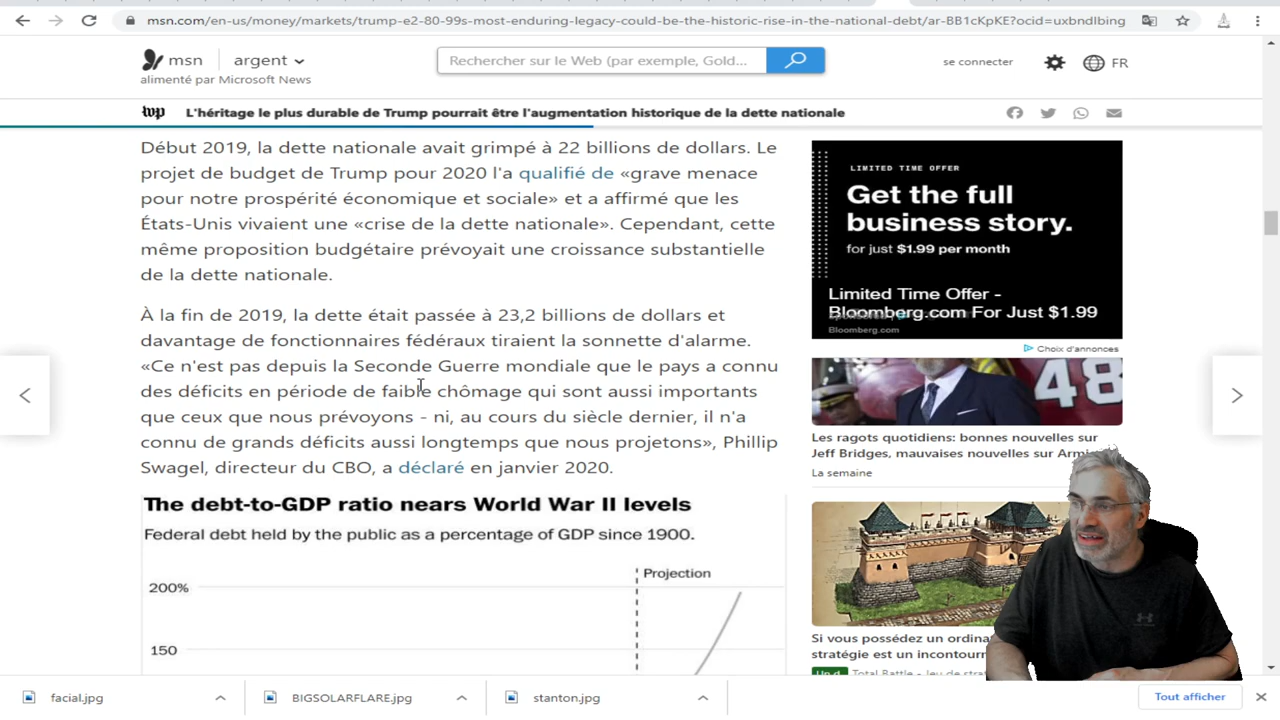 msn.com/en-us/money/markets/trump-e2-80-99s-most-enduring-legacy-could-be-the-historic-rise-in-the-national-debt/ar-BB1cKpKE?ocid=uxbndlbing
msn argent
alimenté par Microsoft News
Rechercher sur le Web (par exemple, Gold...
se connecter
FR
wp L'héritage le plus durable de Trump pourrait être l'augmentation historique de la dette nationale
Début 2019, la dette nationale avait grimpé à 22 billions de dollars. Le
projet de budget de Trump pour 2020 l'a qualifié de «grave menace
pour notre prospérité économique et sociale» et a affirmé que les
États-Unis vivaient une «crise de la dette nationale». Cependant, cette
même proposition budgétaire prévoyait une croissance substantielle
de la dette nationale.
À la fin de 2019, la dette était passée à 23,2 billions de dollars et
davantage de fonctionnaires fédéraux tiraient la sonnette d'alarme.
«Ce n'est pas depuis la Seconde Guerre mondiale que le pays a connu
des déficits en période de faible chômage qui sont aussi importants
que ceux que nous prévoyons - ni, au cours du siècle dernier, il n'a
connu de grands déficits aussi longtemps que nous projetons», Phillip
Swagel, directeur du CBO, a déclaré en janvier 2020.
The debt-to-GDP ratio nears World War II levels
Federal debt held by the public as a percentage of GDP since 1900.
Projection
200%
150
LIMITED TIME OFFER
Get the full
business story.
for just $1.99 per month
Limited Time Offer -
Bloomberg.com For Just $1.99
Bloomberg.com
Choix d'annonces
48
Les ragots quotidiens: bonnes nouvelles sur
Jeff Bridges, mauvaises nouvelles sur
La semaine
Si vous possédez un
stratégie est un
Total Battle - Jeu de
facial.jpg
BIGSOLARFLARE.jpg
stanton.jpg
Tout afficher